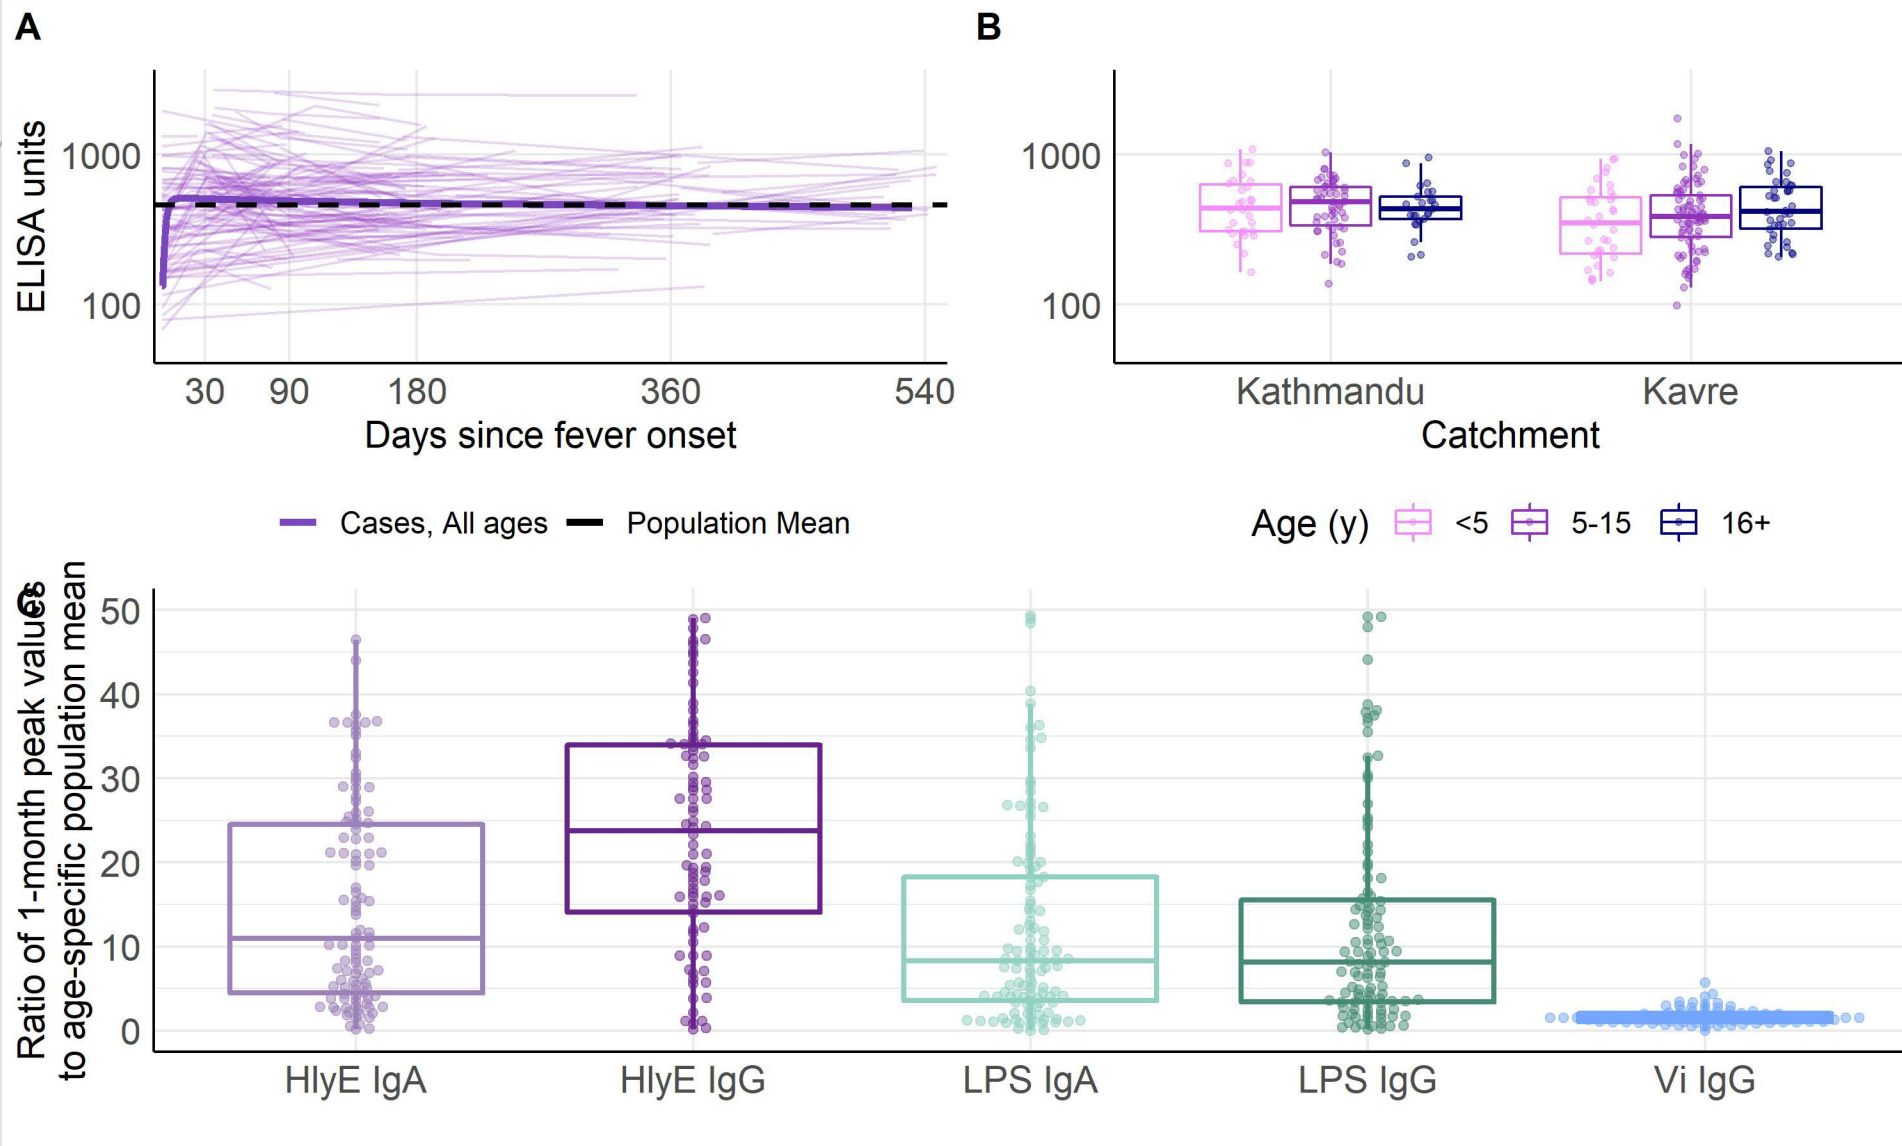 A
B
ELISA units
1000
100
30 90 180 360 540
Days since fever onset
Cases, All ages Population Mean
1000
100
Kathmandu Kavre
Catchment
Age (y) <5 5-15 16+
C
Ratio of 1-month peak values
to age-specific population mean
50
40
30
20
10
0
HlyE IgA HlyE IgG LPS IgA LPS IgG Vi IgG